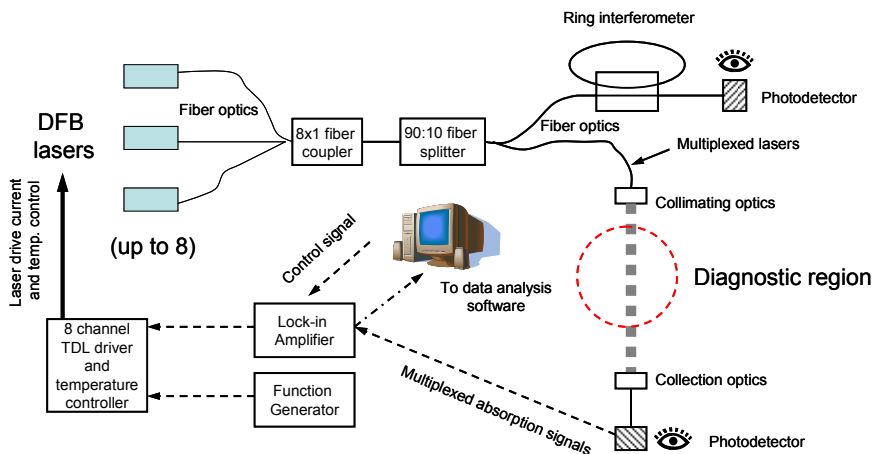 Ring interferometer
Photodetector
Fiber optics
DFB
lasers
8x1 fiber
coupler
90:10 fiber
splitter
Fiber optics
Multiplexed lasers
Collimating optics
(up to 8)
Laser drive current
and temp. control
Control signal
To data analysis
software
Diagnostic region
8 channel
TDL driver
and
temperature
controller
Lock-in
Amplifier
Function
Generator
Multiplexed absorption signals
Collection optics
Photodetector